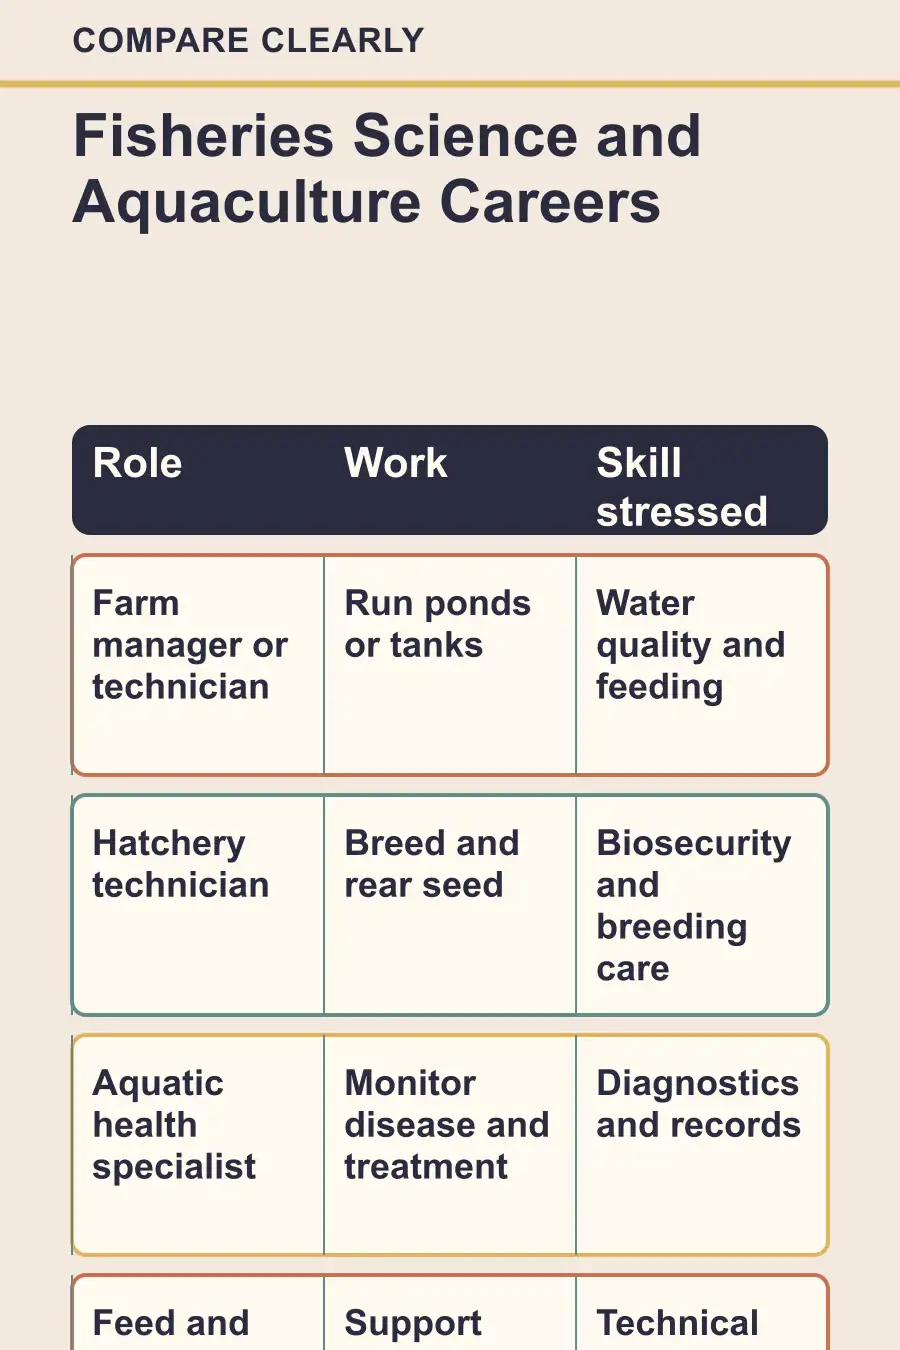 COMPARE CLEARLY
Fisheries Science and
Aquaculture Careers
Role Work Skill
stressed
Farm
manager or
technician
Run ponds
or tanks
Water
quality and
feeding
Hatchery
technician
Breed and
rear seed
Biosecurity
and
breeding
care
Aquatic
health
specialist
Monitor
disease and
treatment
Diagnostics
and records
Feed and
Support
Technical